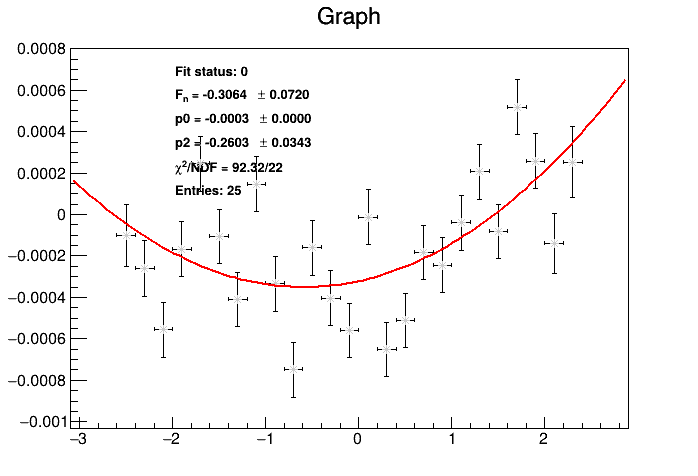 Graph
Fit status: 0
Fn = -0.3064 ± 0.0720
p0 = -0.0003 ± 0.0000
p2 = -0.2603 ± 0.0343
χ²/NDF = 92.32/22
Entries: 25
0.0008
0.0006
0.0004
0.0002
0
−0.0002
−0.0004
−0.0006
−0.0008
−0.001
−3 −2 −1 0 1 2